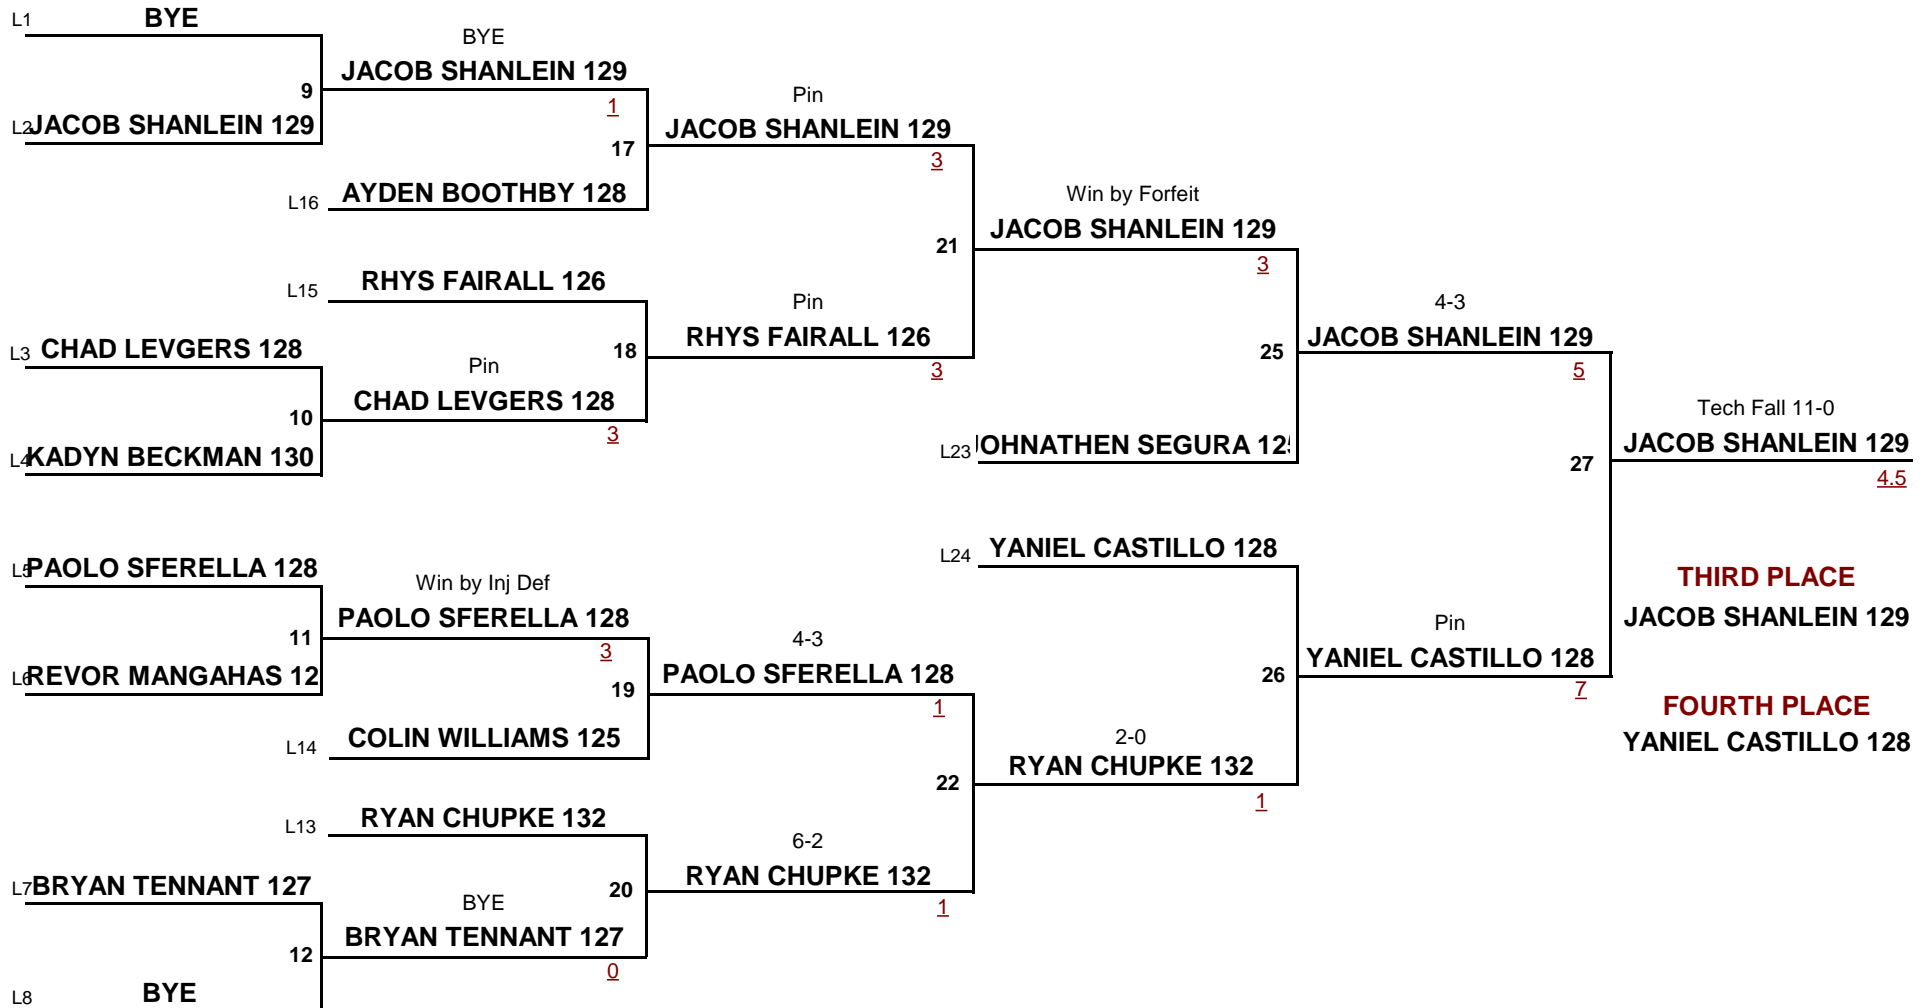 L1 BYE
BYE
JACOB SHANLEIN 129
9
1
L2 JACOB SHANLEIN 129
Pin
JACOB SHANLEIN 129
17
3
L16 AYDEN BOOTHBY 128
Win by Forfeit
JACOB SHANLEIN 129
21
3
L15 RHYS FAIRALL 126
Pin
RHYS FAIRALL 126
18
3
L3 CHAD LEVGERS 128
Pin
CHAD LEVGERS 128
10
3
L4 KADYN BECKMAN 130
4-3
JACOB SHANLEIN 129
25
5
L23 JOHNATHEN SEGURA 125
Tech Fall 11-0
JACOB SHANLEIN 129
27
4.5
L24 YANIEL CASTILLO 128
L5 PAOLO SFERELLA 128
Win by Inj Def
PAOLO SFERELLA 128
11
3
L6 REVOR MANGAHAS 12
4-3
PAOLO SFERELLA 128
19
1
L14 COLIN WILLIAMS 125
THIRD PLACE
JACOB SHANLEIN 129
Pin
YANIEL CASTILLO 128
26
7
FOURTH PLACE
YANIEL CASTILLO 128
2-0
RYAN CHUPKE 132
22
1
L13 RYAN CHUPKE 132
6-2
RYAN CHUPKE 132
20
1
L7 BRYAN TENNANT 127
BYE
BRYAN TENNANT 127
12
0
L8 BYE